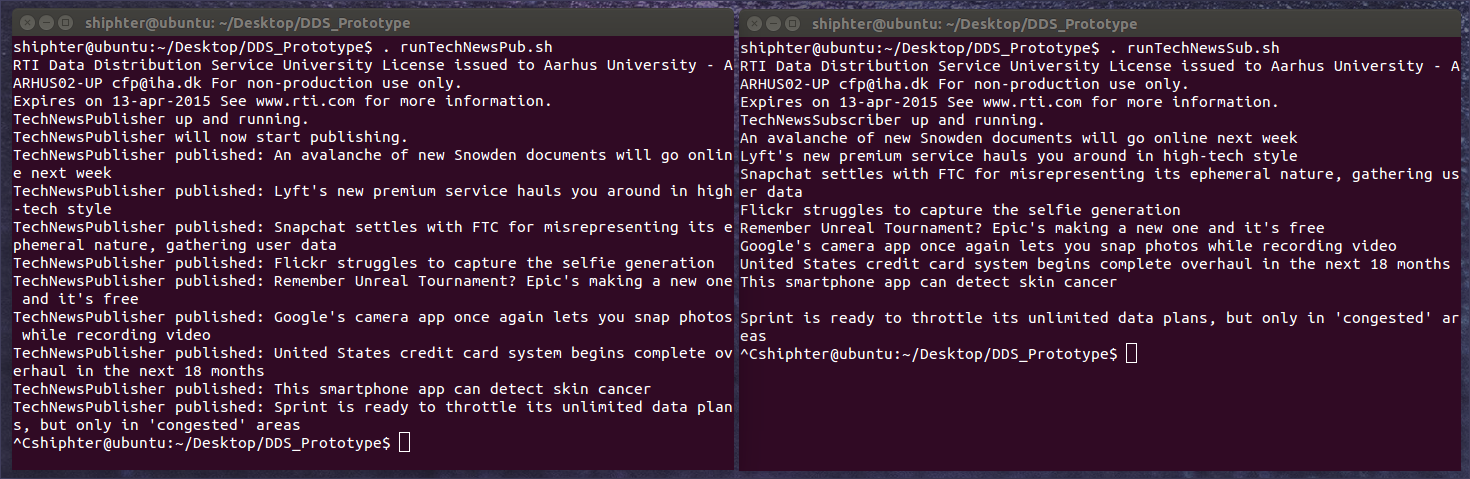 shiphter@ubuntu: ~/Desktop/DDS_Prototype
shiphter@ubuntu:~/Desktop/DDS_Prototype$ . runTechNewsPub.sh
RTI Data Distribution Service University License issued to Aarhus University - A
ARHUS02-UP cfp@iha.dk For non-production use only.
Expires on 13-apr-2015 See www.rti.com for more information.
TechNewsPublisher up and running.
TechNewsPublisher will now start publishing.
TechNewsPublisher published: An avalanche of new Snowden documents will go onlin
e next week
TechNewsPublisher published: Lyft's new premium service hauls you around in high
-tech style
TechNewsPublisher published: Snapchat settles with FTC for misrepresenting its e
phemeral nature, gathering user data
TechNewsPublisher published: Flickr struggles to capture the selfie generation
TechNewsPublisher published: Remember Unreal Tournament? Epic's making a new one
 and it's free
TechNewsPublisher published: Google's camera app once again lets you snap photos
 while recording video
TechNewsPublisher published: United States credit card system begins complete ov
erhaul in the next 18 months
TechNewsPublisher published: This smartphone app can detect skin cancer
TechNewsPublisher published: Sprint is ready to throttle its unlimited data plan
s, but only in 'congested' areas
^Cshiphter@ubuntu:~/Desktop/DDS_Prototype$
shiphter@ubuntu: ~/Desktop/DDS_Prototype
shiphter@ubuntu:~/Desktop/DDS_Prototype$ . runTechNewsSub.sh
RTI Data Distribution Service University License issued to Aarhus University - A
ARHUS02-UP cfp@iha.dk For non-production use only.
Expires on 13-apr-2015 See www.rti.com for more information.
TechNewsSubscriber up and running.
An avalanche of new Snowden documents will go online next week
Lyft's new premium service hauls you around in high-tech style
Snapchat settles with FTC for misrepresenting its ephemeral nature, gathering us
er data
Flickr struggles to capture the selfie generation
Remember Unreal Tournament? Epic's making a new one and it's free
Google's camera app once again lets you snap photos while recording video
United States credit card system begins complete overhaul in the next 18 months
This smartphone app can detect skin cancer
Sprint is ready to throttle its unlimited data plans, but only in 'congested' ar
eas
^Cshiphter@ubuntu:~/Desktop/DDS_Prototype$